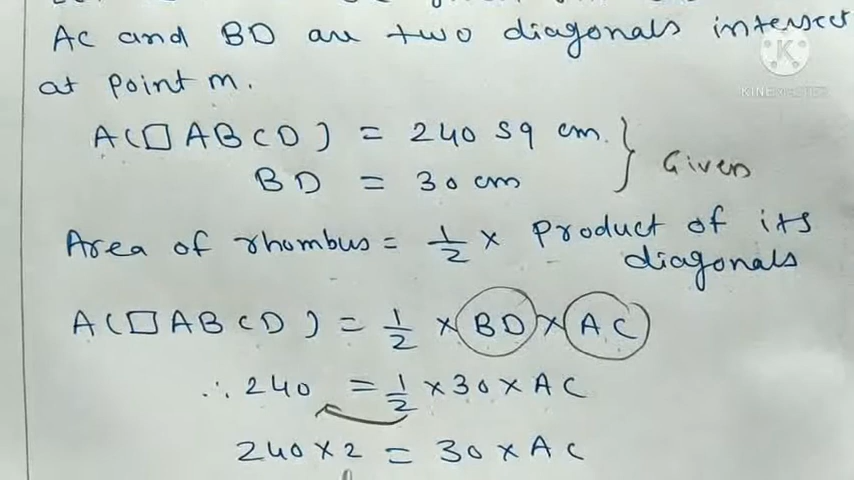 AC and BD are two diagonals intersect
at point M.
A(□ABCD) = 240 sq cm.
BD = 30 cm
} Given
Area of rhombus = 1/2 × Product of its
diagonals
A(□ABCD) = 1/2 × BD × AC
∴ 240 = 1/2 × 30 × AC
240 × 2 = 30 × AC
K
KINEMASTER